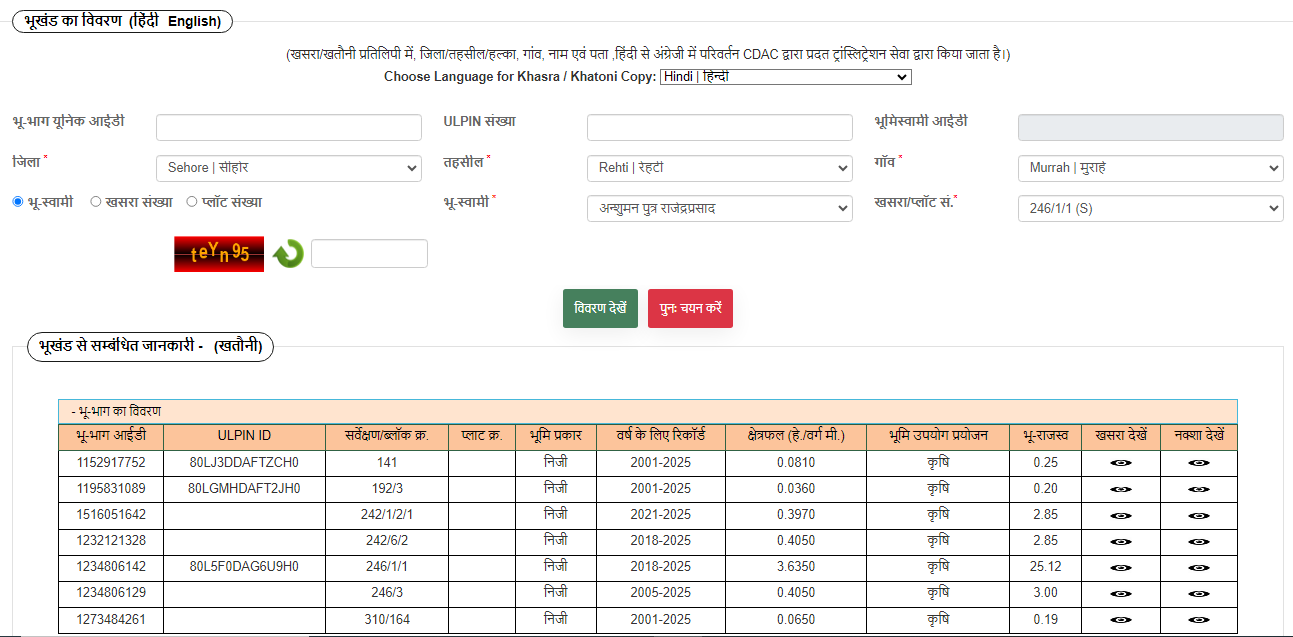 भूखंड का विवरण (हिंदी English)
(खसरा/खतौनी प्रतिलिपी में, जिला/तहसील/हल्का, गांव, नाम एवं पता ,हिंदी से अंग्रेजी में परिवर्तन CDAC द्वारा प्रदत ट्रांस्लिट्रेशन सेवा द्वारा किया जाता है।)
Choose Language for Khasra / Khatoni Copy: Hindi | हिन्दी
भू-भाग यूनिक आईडी ULPIN संख्या भूमिस्वामी आईडी
जिला * Sehore | सीहोर तहसील * Rehti | रेहटी गाँव * Murrah | मुराह
भू-स्वामी खसरा संख्या प्लॉट संख्या भू-स्वामी * अन्शुमन पुत्र राजेंद्रप्रसाद खसरा/प्लॉट सं.* 246/1/1 (S)
teYn95
विवरण देखें पुनः चयन करें
भूखंड से सम्बंधित जानकारी - (खतौनी)
- भू-भाग का विवरण
भू-भाग आईडी ULPIN ID सर्वेक्षण/ब्लॉक क्र. प्लाट क्र. भूमि प्रकार वर्ष के लिए रिकॉर्ड क्षेत्रफल (हे./वर्ग मी.) भूमि उपयोग प्रयोजन भू-राजस्व खसरा देखें नक्शा देखें
1152917752 80LJ3DDAFTZCH0 141 निजी 2001-2025 0.0810 कृषि 0.25
1195831089 80LGMHDAFT2JH0 192/3 निजी 2001-2025 0.0360 कृषि 0.20
1516051642 242/1/2/1 निजी 2021-2025 0.3970 कृषि 2.85
1232121328 242/6/2 निजी 2018-2025 0.4050 कृषि 2.85
1234806142 80L5F0DAG6U9H0 246/1/1 निजी 2018-2025 3.6350 कृषि 25.12
1234806129 246/3 निजी 2005-2025 0.4050 कृषि 3.00
1273484261 310/164 निजी 2001-2025 0.0650 कृषि 0.19